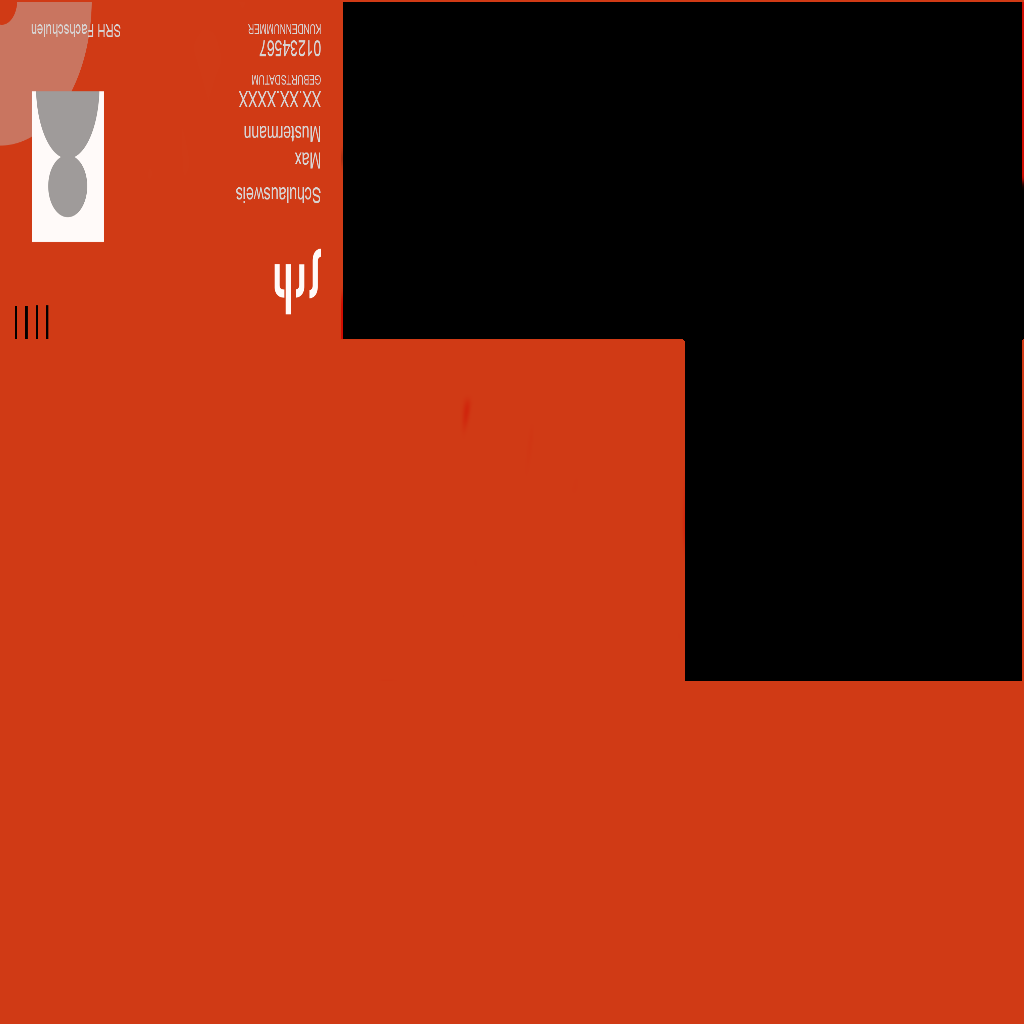 srh
Schulausweis
Max
Mustermann
XX.XX.XXXX
GEBURTSDATUM
01234567
KUNDENNUMMER
SRH Fachschulen